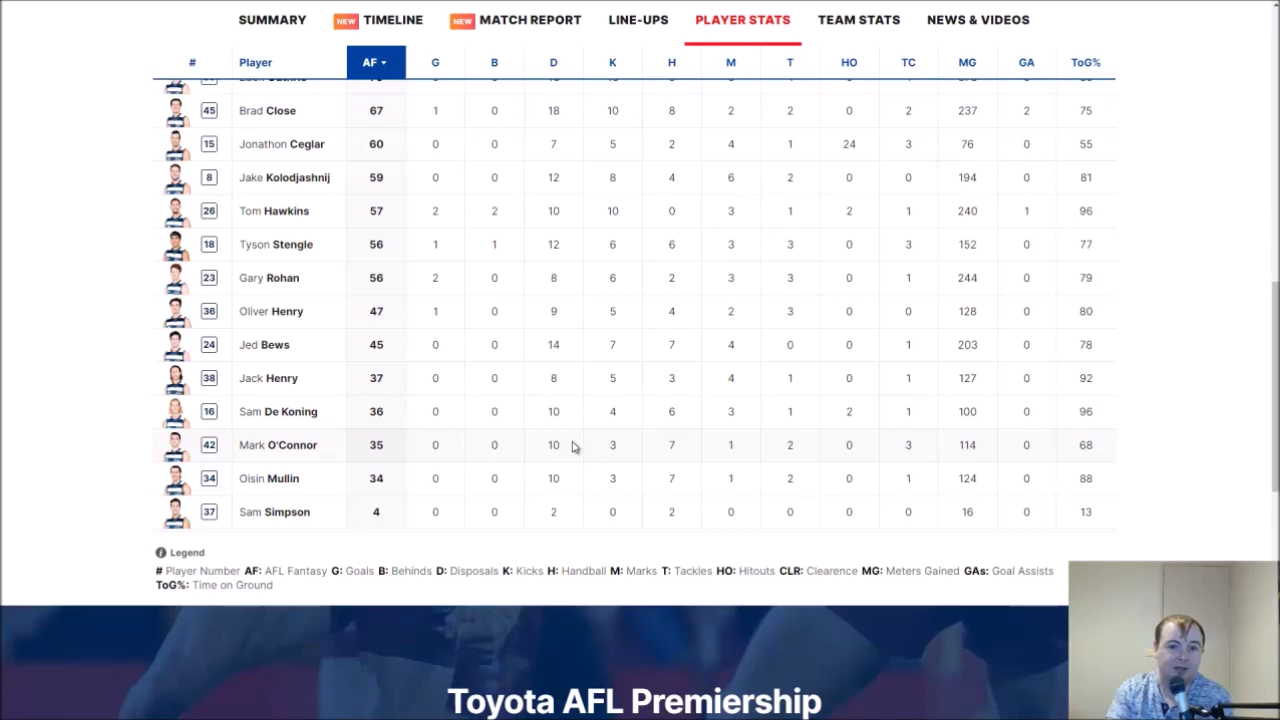 SUMMARY NEW TIMELINE NEW MATCH REPORT LINE-UPS PLAYER STATS TEAM STATS NEWS & VIDEOS
# Player AF G B D K H M T HO TC MG GA ToG%
45 Brad Close 67 1 0 18 10 8 2 2 0 2 237 2 75
15 Jonathon Ceglar 60 0 0 7 5 2 4 1 24 3 76 0 55
8 Jake Kolodjashnij 59 0 0 12 8 4 6 2 0 0 194 0 81
26 Tom Hawkins 57 2 2 10 10 0 3 1 2 1 240 1 96
18 Tyson Stengle 56 1 1 12 6 6 3 3 0 3 152 0 77
23 Gary Rohan 56 2 0 8 6 2 3 3 0 1 244 0 79
36 Oliver Henry 47 1 0 9 5 4 2 3 0 0 128 0 80
24 Jed Bews 45 0 0 14 7 7 4 0 0 1 203 0 78
38 Jack Henry 37 0 0 8 5 3 4 1 0 1 127 0 92
16 Sam De Koning 36 0 0 10 4 6 3 1 2 1 100 0 96
42 Mark O'Connor 35 0 0 10 7 1 2 0 3 114 0 68
34 Oisin Mullin 34 0 0 10 3 7 1 2 0 1 124 0 88
37 Sam Simpson 4 0 0 2 0 2 0 0 0 0 16 0 13
Legend
# Player Number AF: AFL Fantasy G: Goals B: Behinds D: Disposals K: Kicks H: Handball M: Marks T: Tackles HO: Hitouts CLR: Clearence MG: Meters Gained GAs: Goal Assists
ToG%: Time on Ground
Toyota AFL Premiership